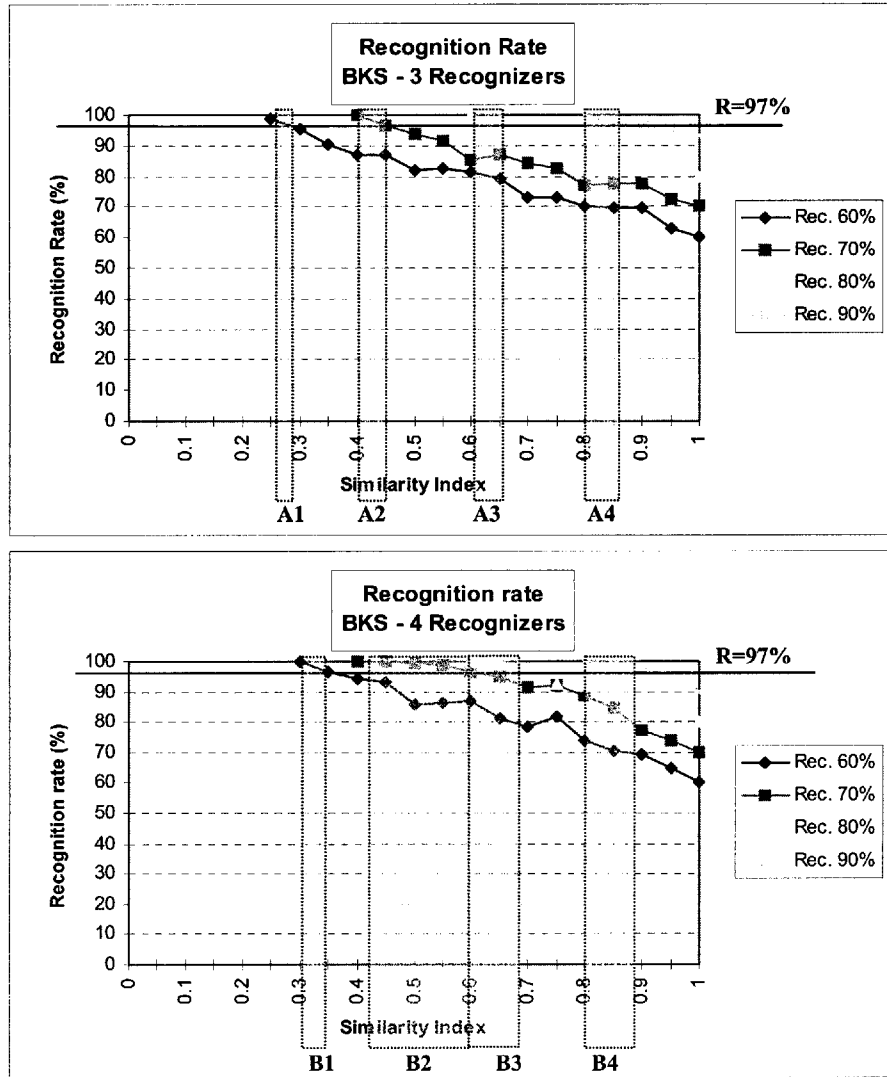 Recognition Rate
BKS - 3 Recognizers
R=97%
Recognition Rate (%)
100
90
80
70
60
50
40
30
20
10
0
0 0.1 0.2 0.3 0.4 0.5 0.6 0.7 0.8 0.9 1
Similarity Index
A1 A2 A3 A4
Rec. 60%
Rec. 70%
Rec. 80%
Rec. 90%
Recognition rate
BKS - 4 Recognizers
R=97%
Recognition rate (%)
100
90
80
70
60
50
40
30
20
10
0
0 0.1 0.2 0.3 0.4 0.5 0.6 0.7 0.8 0.9 1
Similarity Index
B1 B2 B3 B4
Rec. 60%
Rec. 70%
Rec. 80%
Rec. 90%